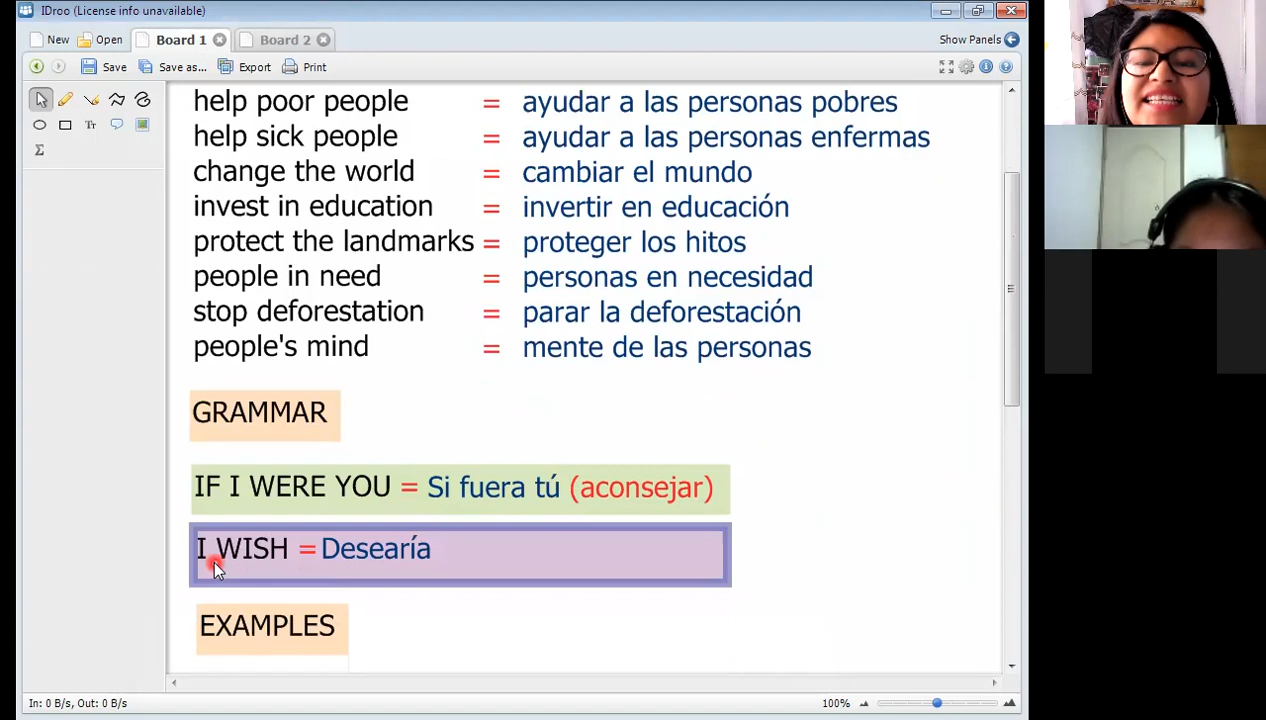 IDroo (License info unavailable)
New Open Board 1 Board 2 Show Panels
Save Save as... Export Print
help poor people = ayudar a las personas pobres
help sick people = ayudar a las personas enfermas
change the world = cambiar el mundo
invest in education = invertir en educación
protect the landmarks = proteger los hitos
people in need = personas en necesidad
stop deforestation = parar la deforestación
people's mind = mente de las personas
GRAMMAR
IF I WERE YOU = Si fuera tú (aconsejar)
I WISH = Desearía
EXAMPLES
In: 0 B/s, Out: 0 B/s 100%